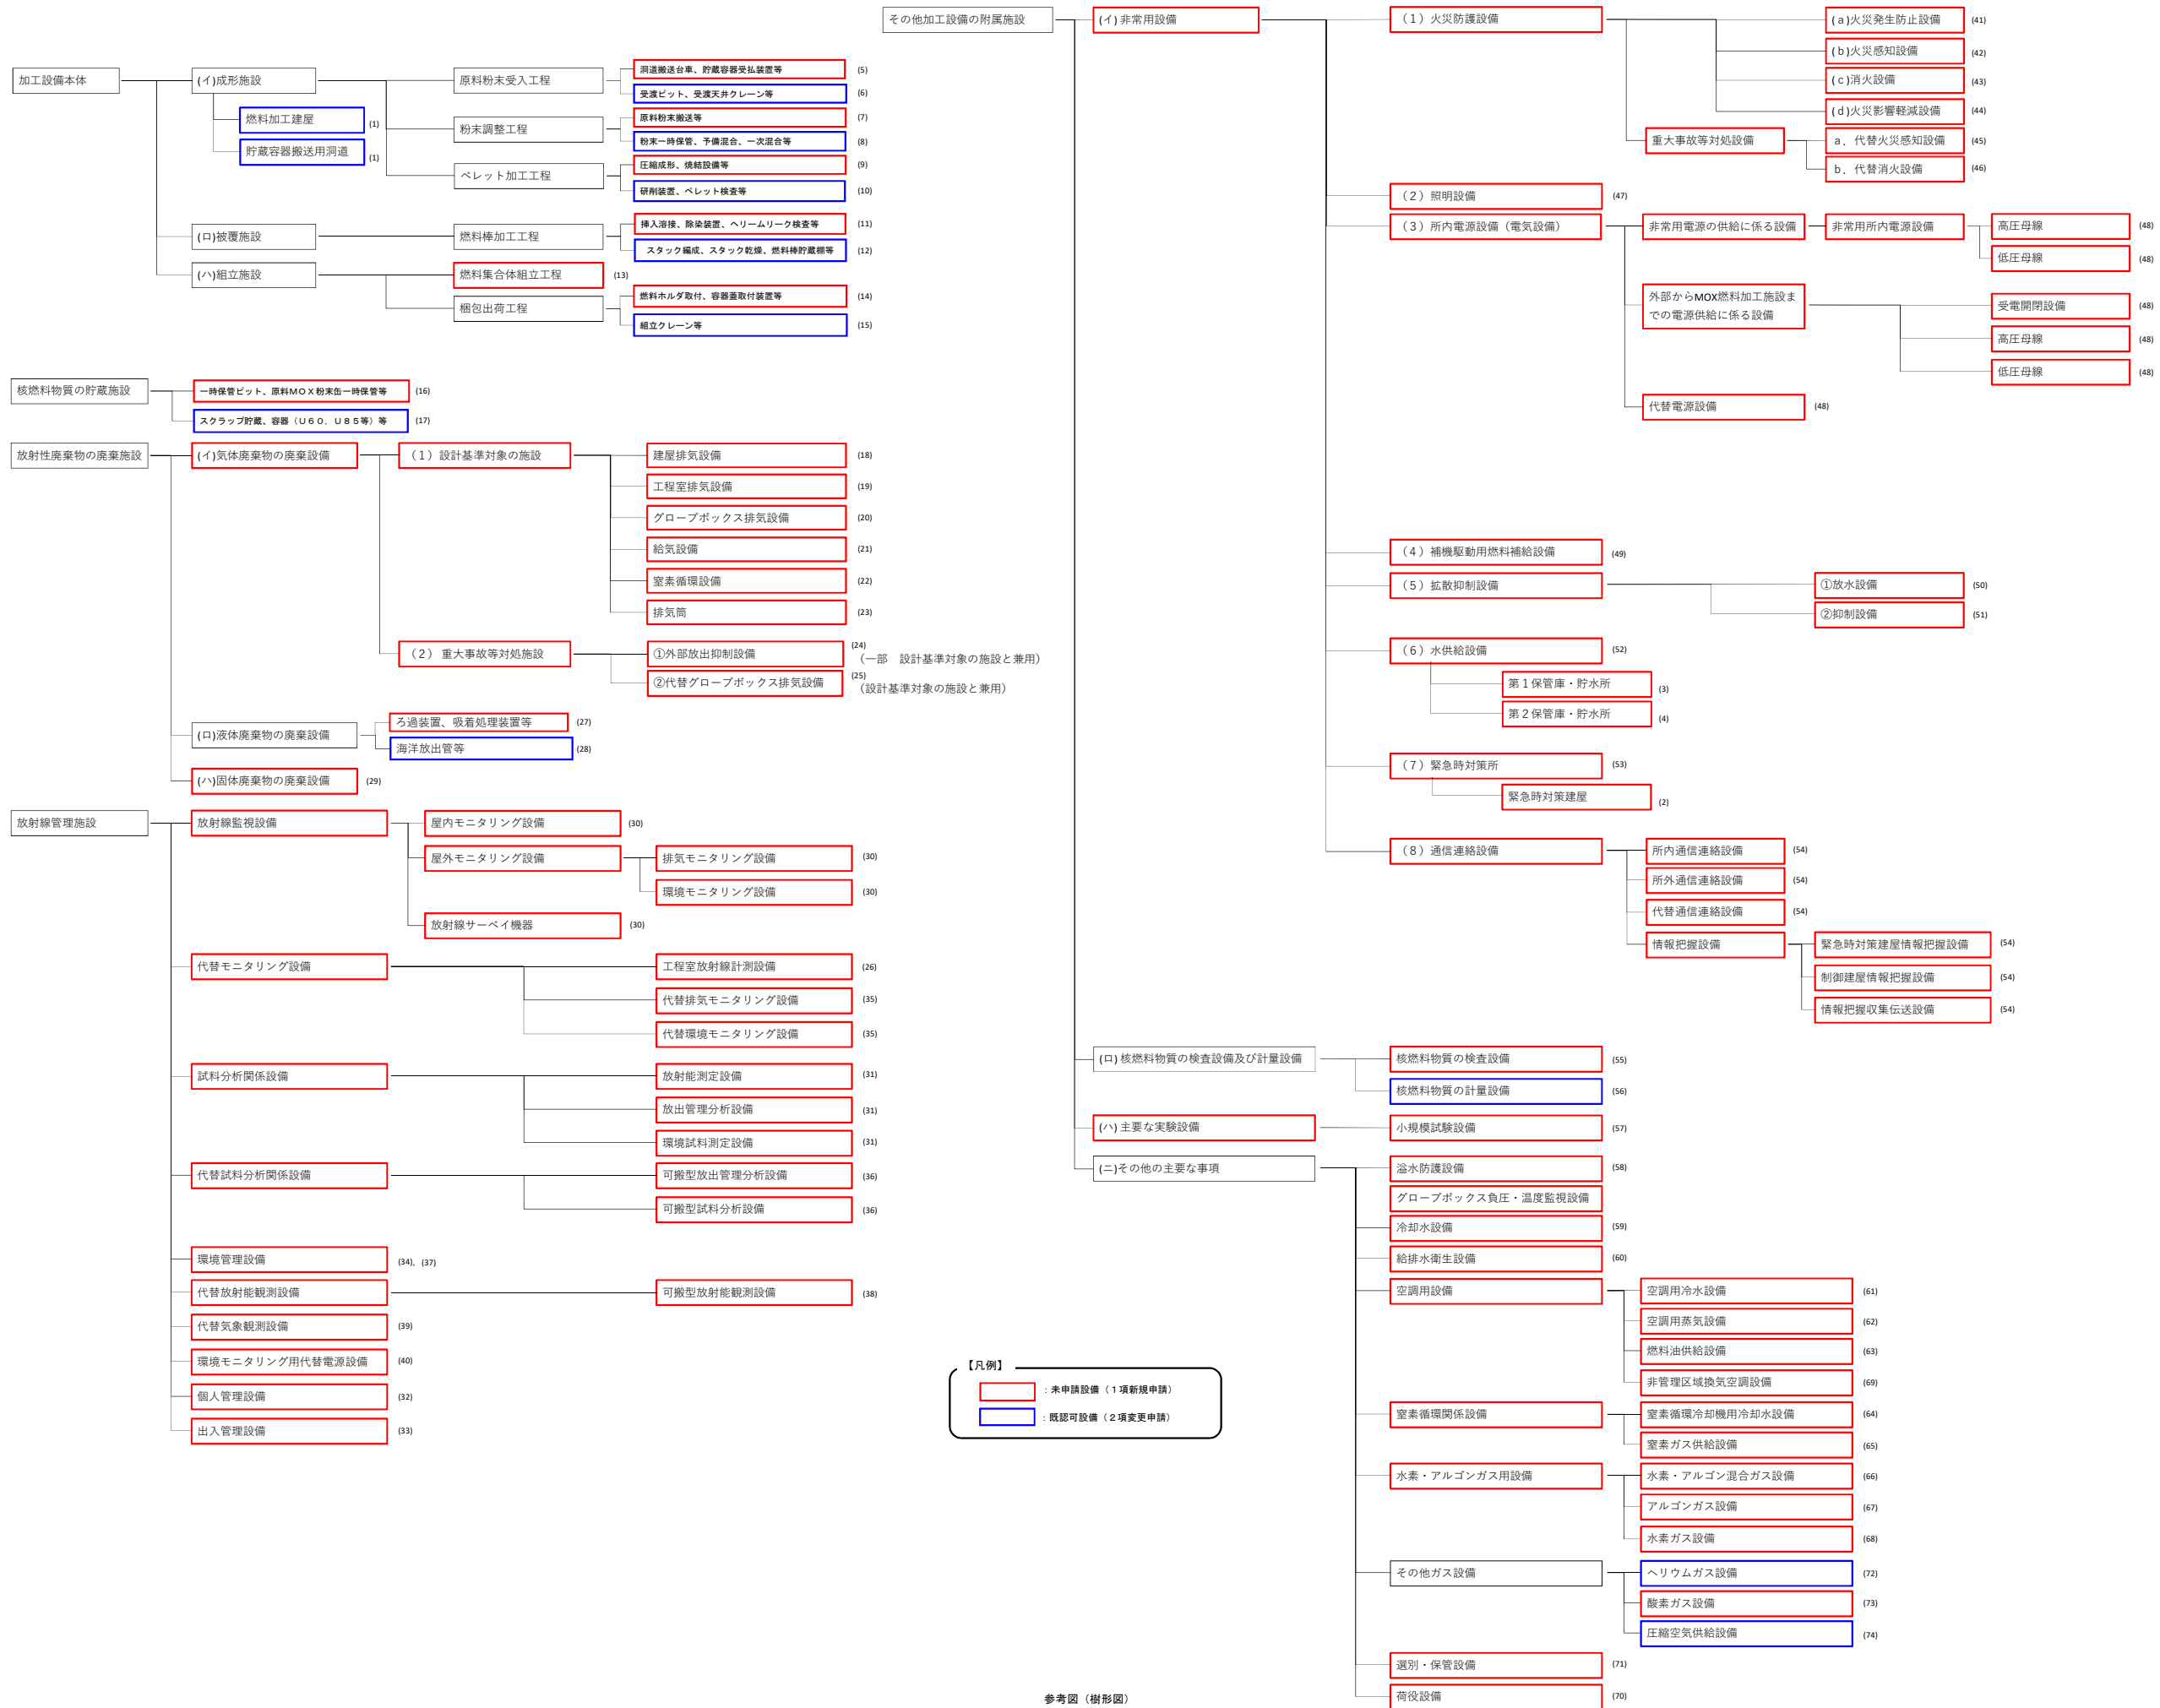 加工設備本体
(イ)成形施設
燃料加工建屋
(1)
貯蔵容器搬送用洞道
(1)
原料粉末受入工程
洞道搬送台車、貯蔵容器受払装置等
(5)
受渡ピット、受渡天井クレーン等
(6)
粉末調整工程
原料粉末搬送等
(7)
粉末一時保管、予備混合、一次混合等
(8)
ペレット加工工程
圧縮成形、焼結設備等
(9)
研削装置、ペレット検査等
(10)
(ロ)被覆施設
燃料棒加工工程
挿入溶接、除染装置、ヘリームリーク検査等
(11)
スタック編成、スタック乾燥、燃料棒貯蔵棚等
(12)
(ハ)組立施設
燃料集合体組立工程
(13)
梱包出荷工程
燃料ホルダ取付、容器蓋取付装置等
(14)
組立クレーン等
(15)
核燃料物質の貯蔵施設
一時保管ピット、原料ＭＯＸ粉末缶一時保管等
(16)
スクラップ貯蔵、容器（Ｕ６０，Ｕ８５等）等
(17)
放射性廃棄物の廃棄施設
(イ)気体廃棄物の廃棄設備
（１）設計基準対象の施設
建屋排気設備
(18)
工程室排気設備
(19)
グローブボックス排気設備
(20)
給気設備
(21)
窒素循環設備
(22)
排気筒
(23)
（２） 重大事故等対処施設
①外部放出抑制設備
(24)
（一部　設計基準対象の施設と兼用）
②代替グローブボックス排気設備
(25)
（設計基準対象の施設と兼用）
(ロ)液体廃棄物の廃棄設備
ろ過装置、吸着処理装置等
(27)
海洋放出管等
(28)
(ハ)固体廃棄物の廃棄設備
(29)
放射線管理施設
放射線監視設備
屋内モニタリング設備
(30)
屋外モニタリング設備
排気モニタリング設備
(30)
環境モニタリング設備
(30)
放射線サーベイ機器
(30)
代替モニタリング設備
工程室放射線計測設備
(26)
代替排気モニタリング設備
(35)
代替環境モニタリング設備
(35)
試料分析関係設備
放射能測定設備
(31)
放出管理分析設備
(31)
環境試料測定設備
(31)
代替試料分析関係設備
可搬型放出管理分析設備
(36)
可搬型試料分析設備
(36)
環境管理設備
(34)，(37)
代替放射能観測設備
可搬型放射能観測設備
(38)
代替気象観測設備
(39)
環境モニタリング用代替電源設備
(40)
個人管理設備
(32)
出入管理設備
(33)
その他加工設備の附属施設
(イ) 非常用設備
（１）火災防護設備
(ａ)火災発生防止設備
(41)
(ｂ)火災感知設備
(42)
(ｃ)消火設備
(43)
(ｄ)火災影響軽減設備
(44)
重大事故等対処設備
ａ．代替火災感知設備
(45)
ｂ．代替消火設備
(46)
（２）照明設備
(47)
（３）所内電源設備（電気設備）
非常用電源の供給に係る設備
非常用所内電源設備
高圧母線
(48)
低圧母線
(48)
外部からMOX燃料加工施設ま
での電源供給に係る設備
受電開閉設備
(48)
高圧母線
(48)
低圧母線
(48)
代替電源設備
(48)
（４）補機駆動用燃料補給設備
(49)
（５）拡散抑制設備
①放水設備
(50)
②抑制設備
(51)
（６）水供給設備
(52)
第１保管庫・貯水所
(3)
第２保管庫・貯水所
(4)
（７）緊急時対策所
(53)
緊急時対策建屋
(2)
（８）通信連絡設備
所内通信連絡設備
(54)
所外通信連絡設備
(54)
代替通信連絡設備
(54)
情報把握設備
緊急時対策建屋情報把握設備
(54)
制御建屋情報把握設備
(54)
情報把握収集伝送設備
(54)
(ロ) 核燃料物質の検査設備及び計量設備
核燃料物質の検査設備
(55)
核燃料物質の計量設備
(56)
(ハ) 主要な実験設備
小規模試験設備
(57)
(ニ)その他の主要な事項
溢水防護設備
(58)
グローブボックス負圧・温度監視設備
冷却水設備
(59)
給排水衛生設備
(60)
空調用設備
空調用冷水設備
(61)
空調用蒸気設備
(62)
燃料油供給設備
(63)
非管理区域換気空調設備
(69)
窒素循環関係設備
窒素循環冷却機用冷却水設備
(64)
窒素ガス供給設備
(65)
水素・アルゴンガス用設備
水素・アルゴン混合ガス設備
(66)
アルゴンガス設備
(67)
水素ガス設備
(68)
その他ガス設備
ヘリウムガス設備
(72)
酸素ガス設備
(73)
圧縮空気供給設備
(74)
選別・保管設備
(71)
荷役設備
(70)
【凡例】
：未申請設備（１項新規申請）
：既認可設備（２項変更申請）
参考図（樹形図）